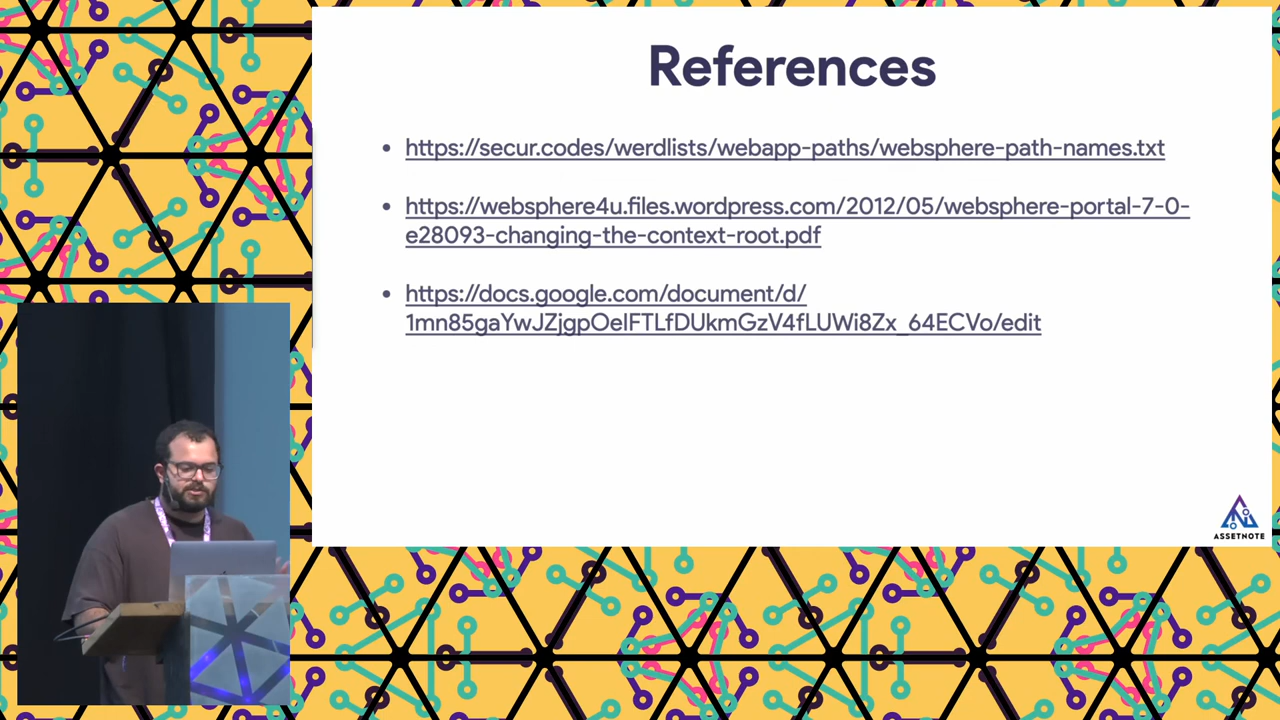 References
• https://secur.codes/werdlists/webapp-paths/websphere-path-names.txt
• https://websphere4u.files.wordpress.com/2012/05/websphere-portal-7-0-
e28093-changing-the-context-root.pdf
• https://docs.google.com/document/d/
1mn85gaYwJZjgpOeIFTLfDUkmGzV4fLUWi8Zx_64ECVo/edit
ASSETNOTE